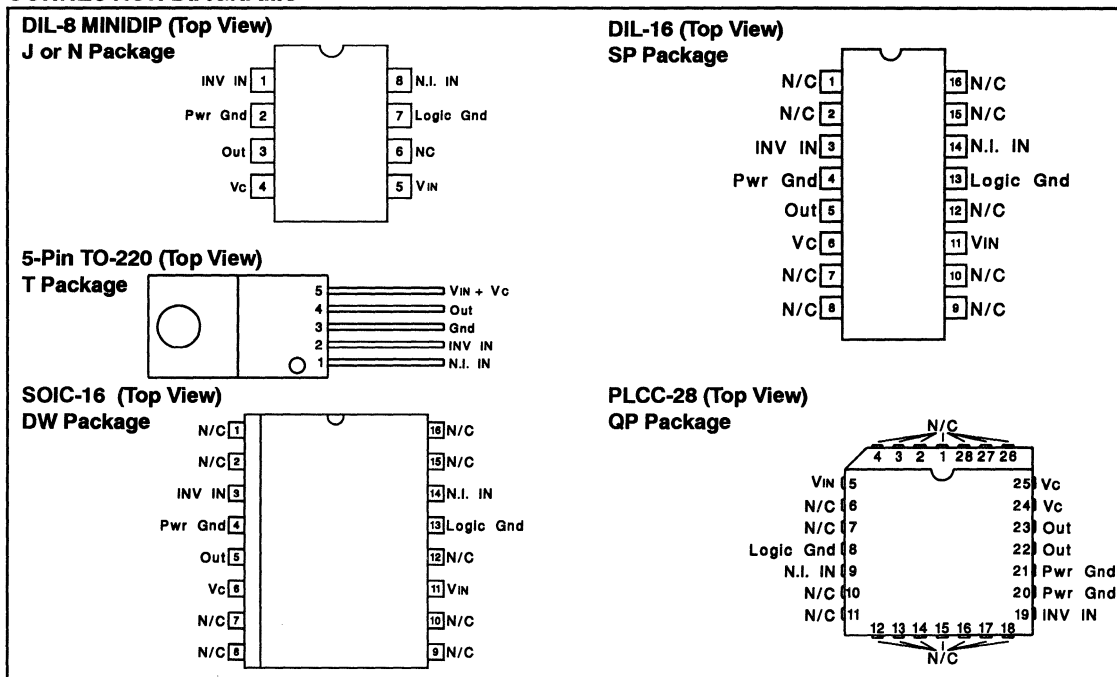 DIL-8 MINIDIP (Top View)
J or N Package
INV IN 1
8 N.I. IN
Pwr Gnd 2
7 Logic Gnd
Out 3
6 NC
Vc 4
5 VIN
DIL-16 (Top View)
SP Package
N/C 1
16 N/C
N/C 2
15 N/C
INV IN 3
14 N.I. IN
Pwr Gnd 4
13 Logic Gnd
Out 5
12 N/C
VC 6
11 VIN
N/C 7
10 N/C
N/C 8
9 N/C
5-Pin TO-220 (Top View)
T Package
5 VIN + Vc
4 Out
3 Gnd
2 INV IN
1 N.I. IN
SOIC-16 (Top View)
DW Package
N/C 1
16 N/C
N/C 2
15 N/C
INV IN 3
14 N.I. IN
Pwr Gnd 4
13 Logic Gnd
Out 5
12 N/C
Vc 6
11 VIN
N/C 7
10 N/C
N/C 8
9 N/C
PLCC-28 (Top View)
QP Package
N/C
4 3 2 1 28 27 26
VIN 5
25 Vc
N/C 6
24 Vc
N/C 7
23 Out
Logic Gnd 8
22 Out
N.I. IN 9
21 Pwr Gnd
N/C 10
20 Pwr Gnd
N/C 11
19 INV IN
12 13 14 15 16 17 18
N/C